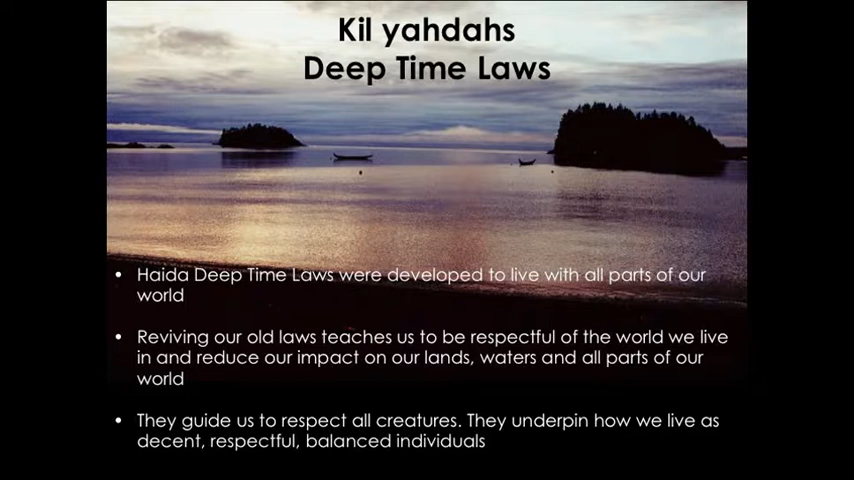 Kil yahdahs
Deep Time Laws
• Haida Deep Time Laws were developed to live with all parts of our
world
• Reviving our old laws teaches us to be respectful of the world we live
in and reduce our impact on our lands, waters and all parts of our
world
• They guide us to respect all creatures. They underpin how we live as
decent, respectful, balanced individuals